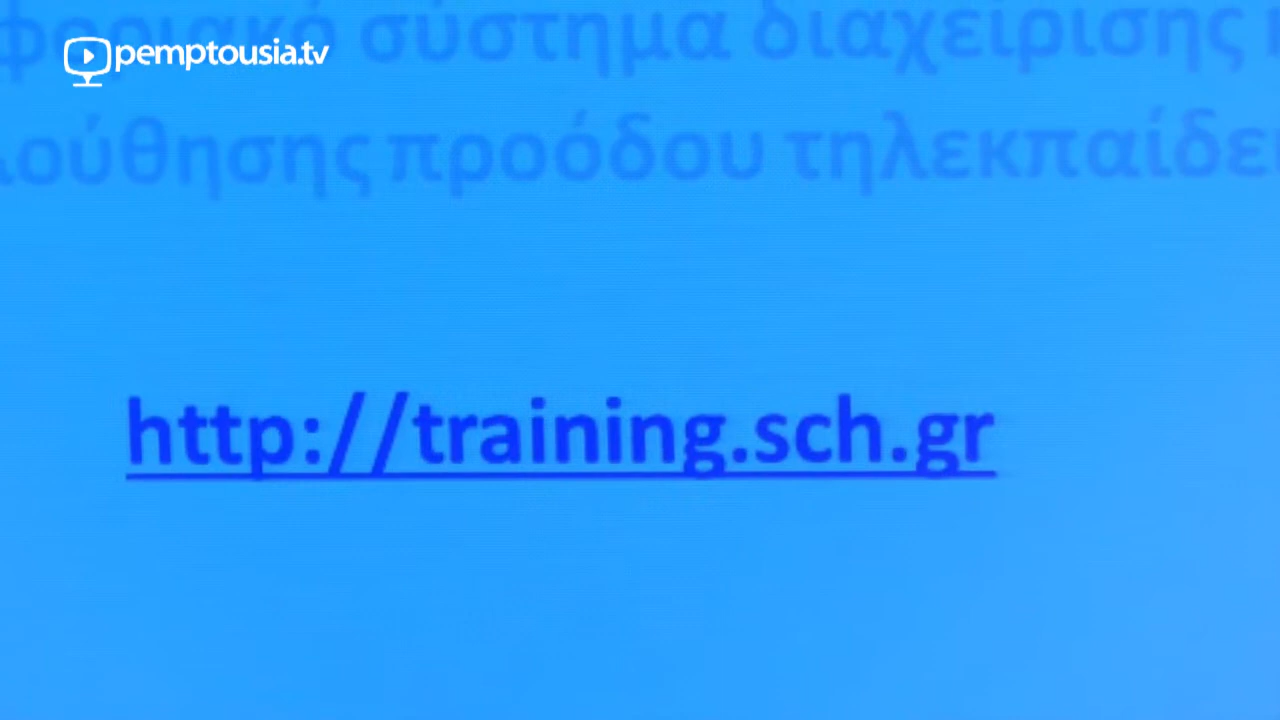 pemptousia.tv
σύστημα διαχείρισης
προόδου
http://training.sch.gr